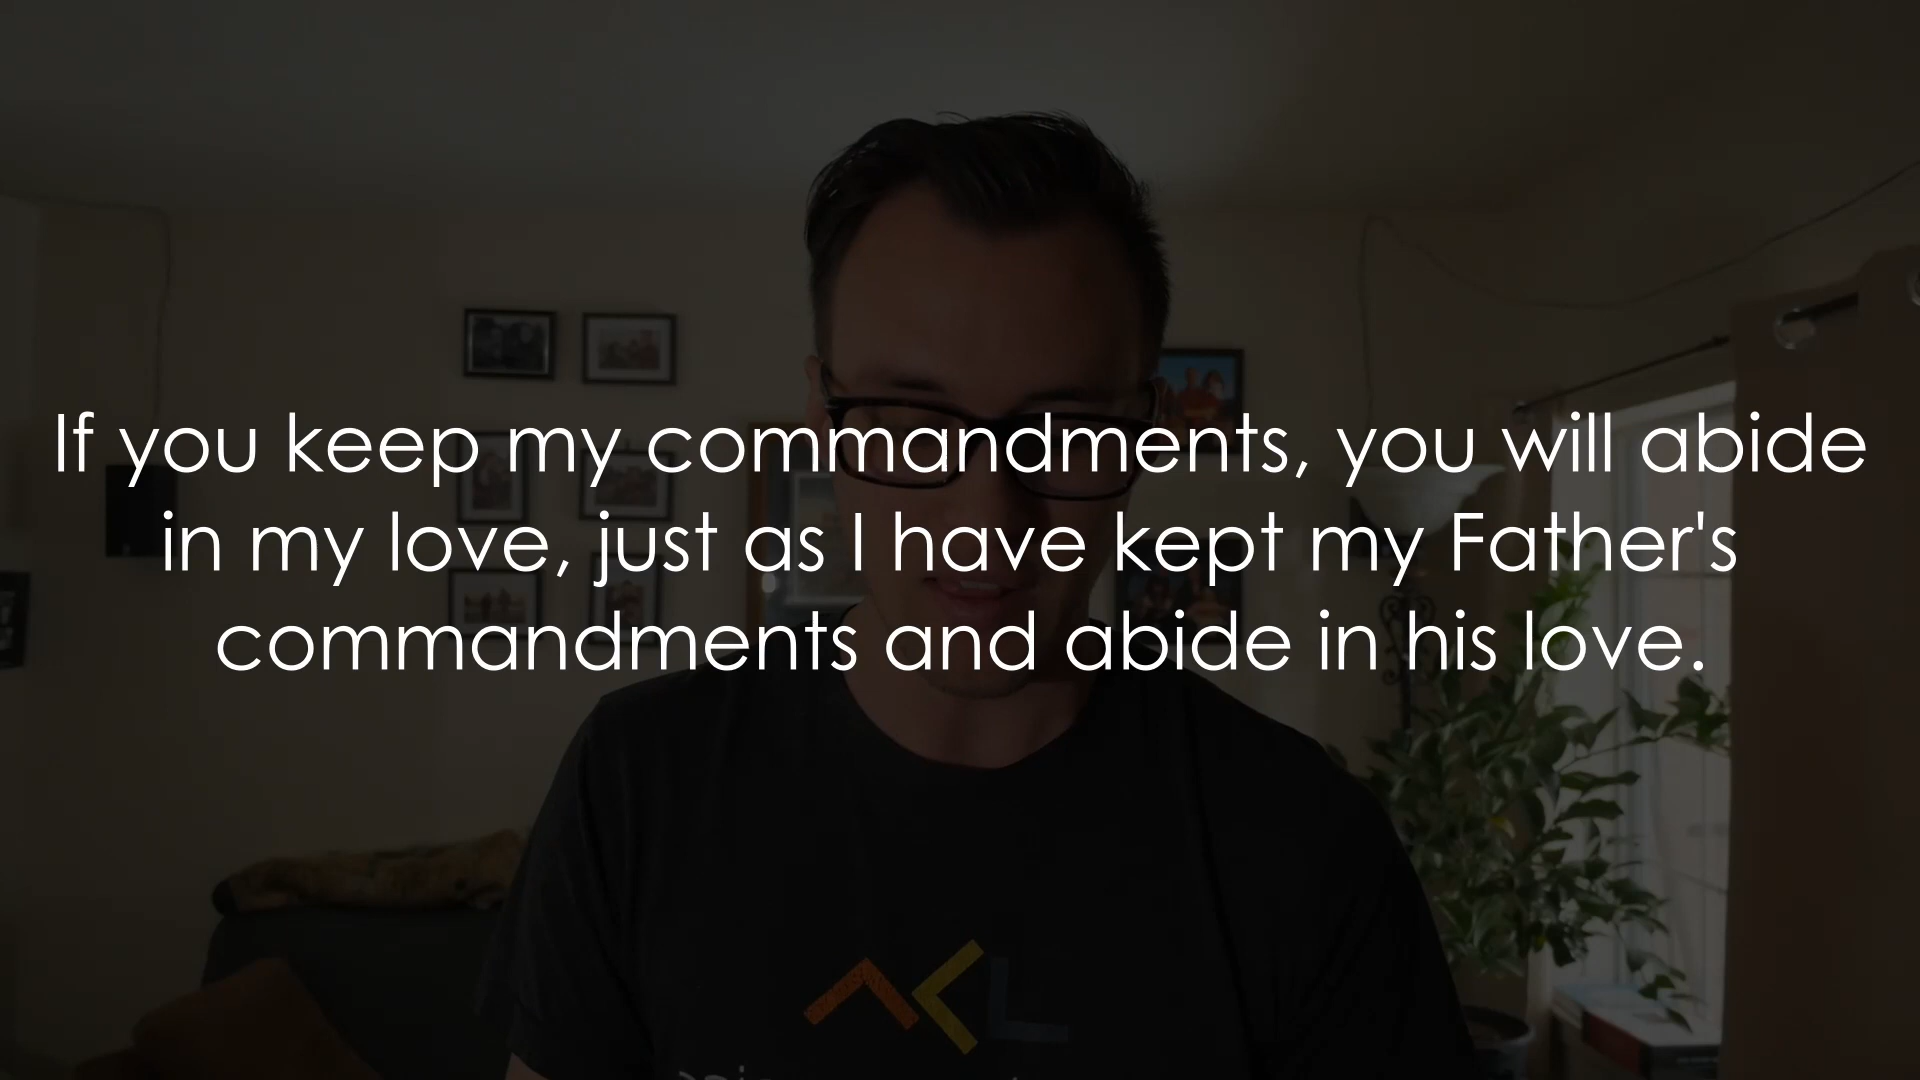 If you keep my commandments, you will abide
in my love, just as I have kept my Father's
commandments and abide in his love.